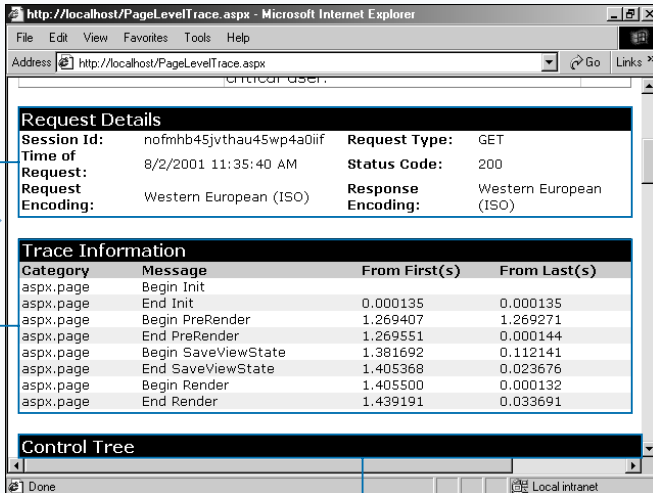 http://localhost/PageLevelTrace.aspx - Microsoft Internet Explorer
File Edit View Favorites Tools Help
Address http://localhost/PageLevelTrace.aspx Go Links »
critical user.
Request Details
Session Id: nofmhb45jvthau45wp4a0iif Request Type: GET
Time of Request: 8/2/2001 11:35:40 AM Status Code: 200
Request Encoding: Western European (ISO) Response Encoding: Western European (ISO)
Trace Information
Category Message From First(s) From Last(s)
aspx.page Begin Init
aspx.page End Init 0.000135 0.000135
aspx.page Begin PreRender 1.269407 1.269271
aspx.page End PreRender 1.269551 0.000144
aspx.page Begin SaveViewState 1.381692 0.112141
aspx.page End SaveViewState 1.405368 0.023676
aspx.page Begin Render 1.405500 0.000132
aspx.page End Render 1.439191 0.033691
Control Tree
Done Local intranet